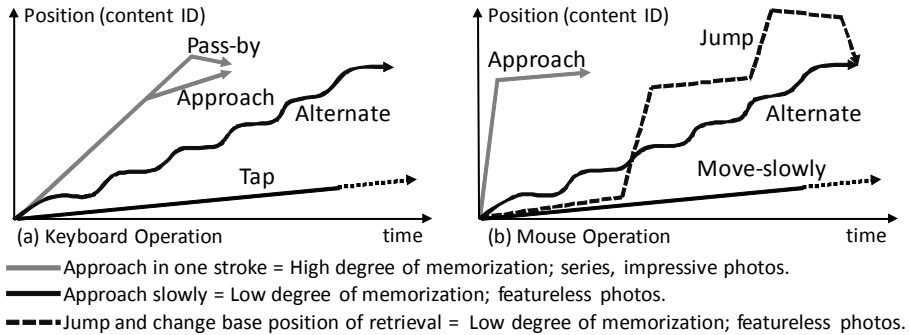 Position (content ID)
Pass-by
Approach
Alternate
Tap
(a) Keyboard Operation
time
Position (content ID)
Jump
Approach
Alternate
Move-slowly
(b) Mouse Operation
time
Approach in one stroke = High degree of memorization; series, impressive photos.
Approach slowly = Low degree of memorization; featureless photos.
Jump and change base position of retrieval = Low degree of memorization; featureless photos.